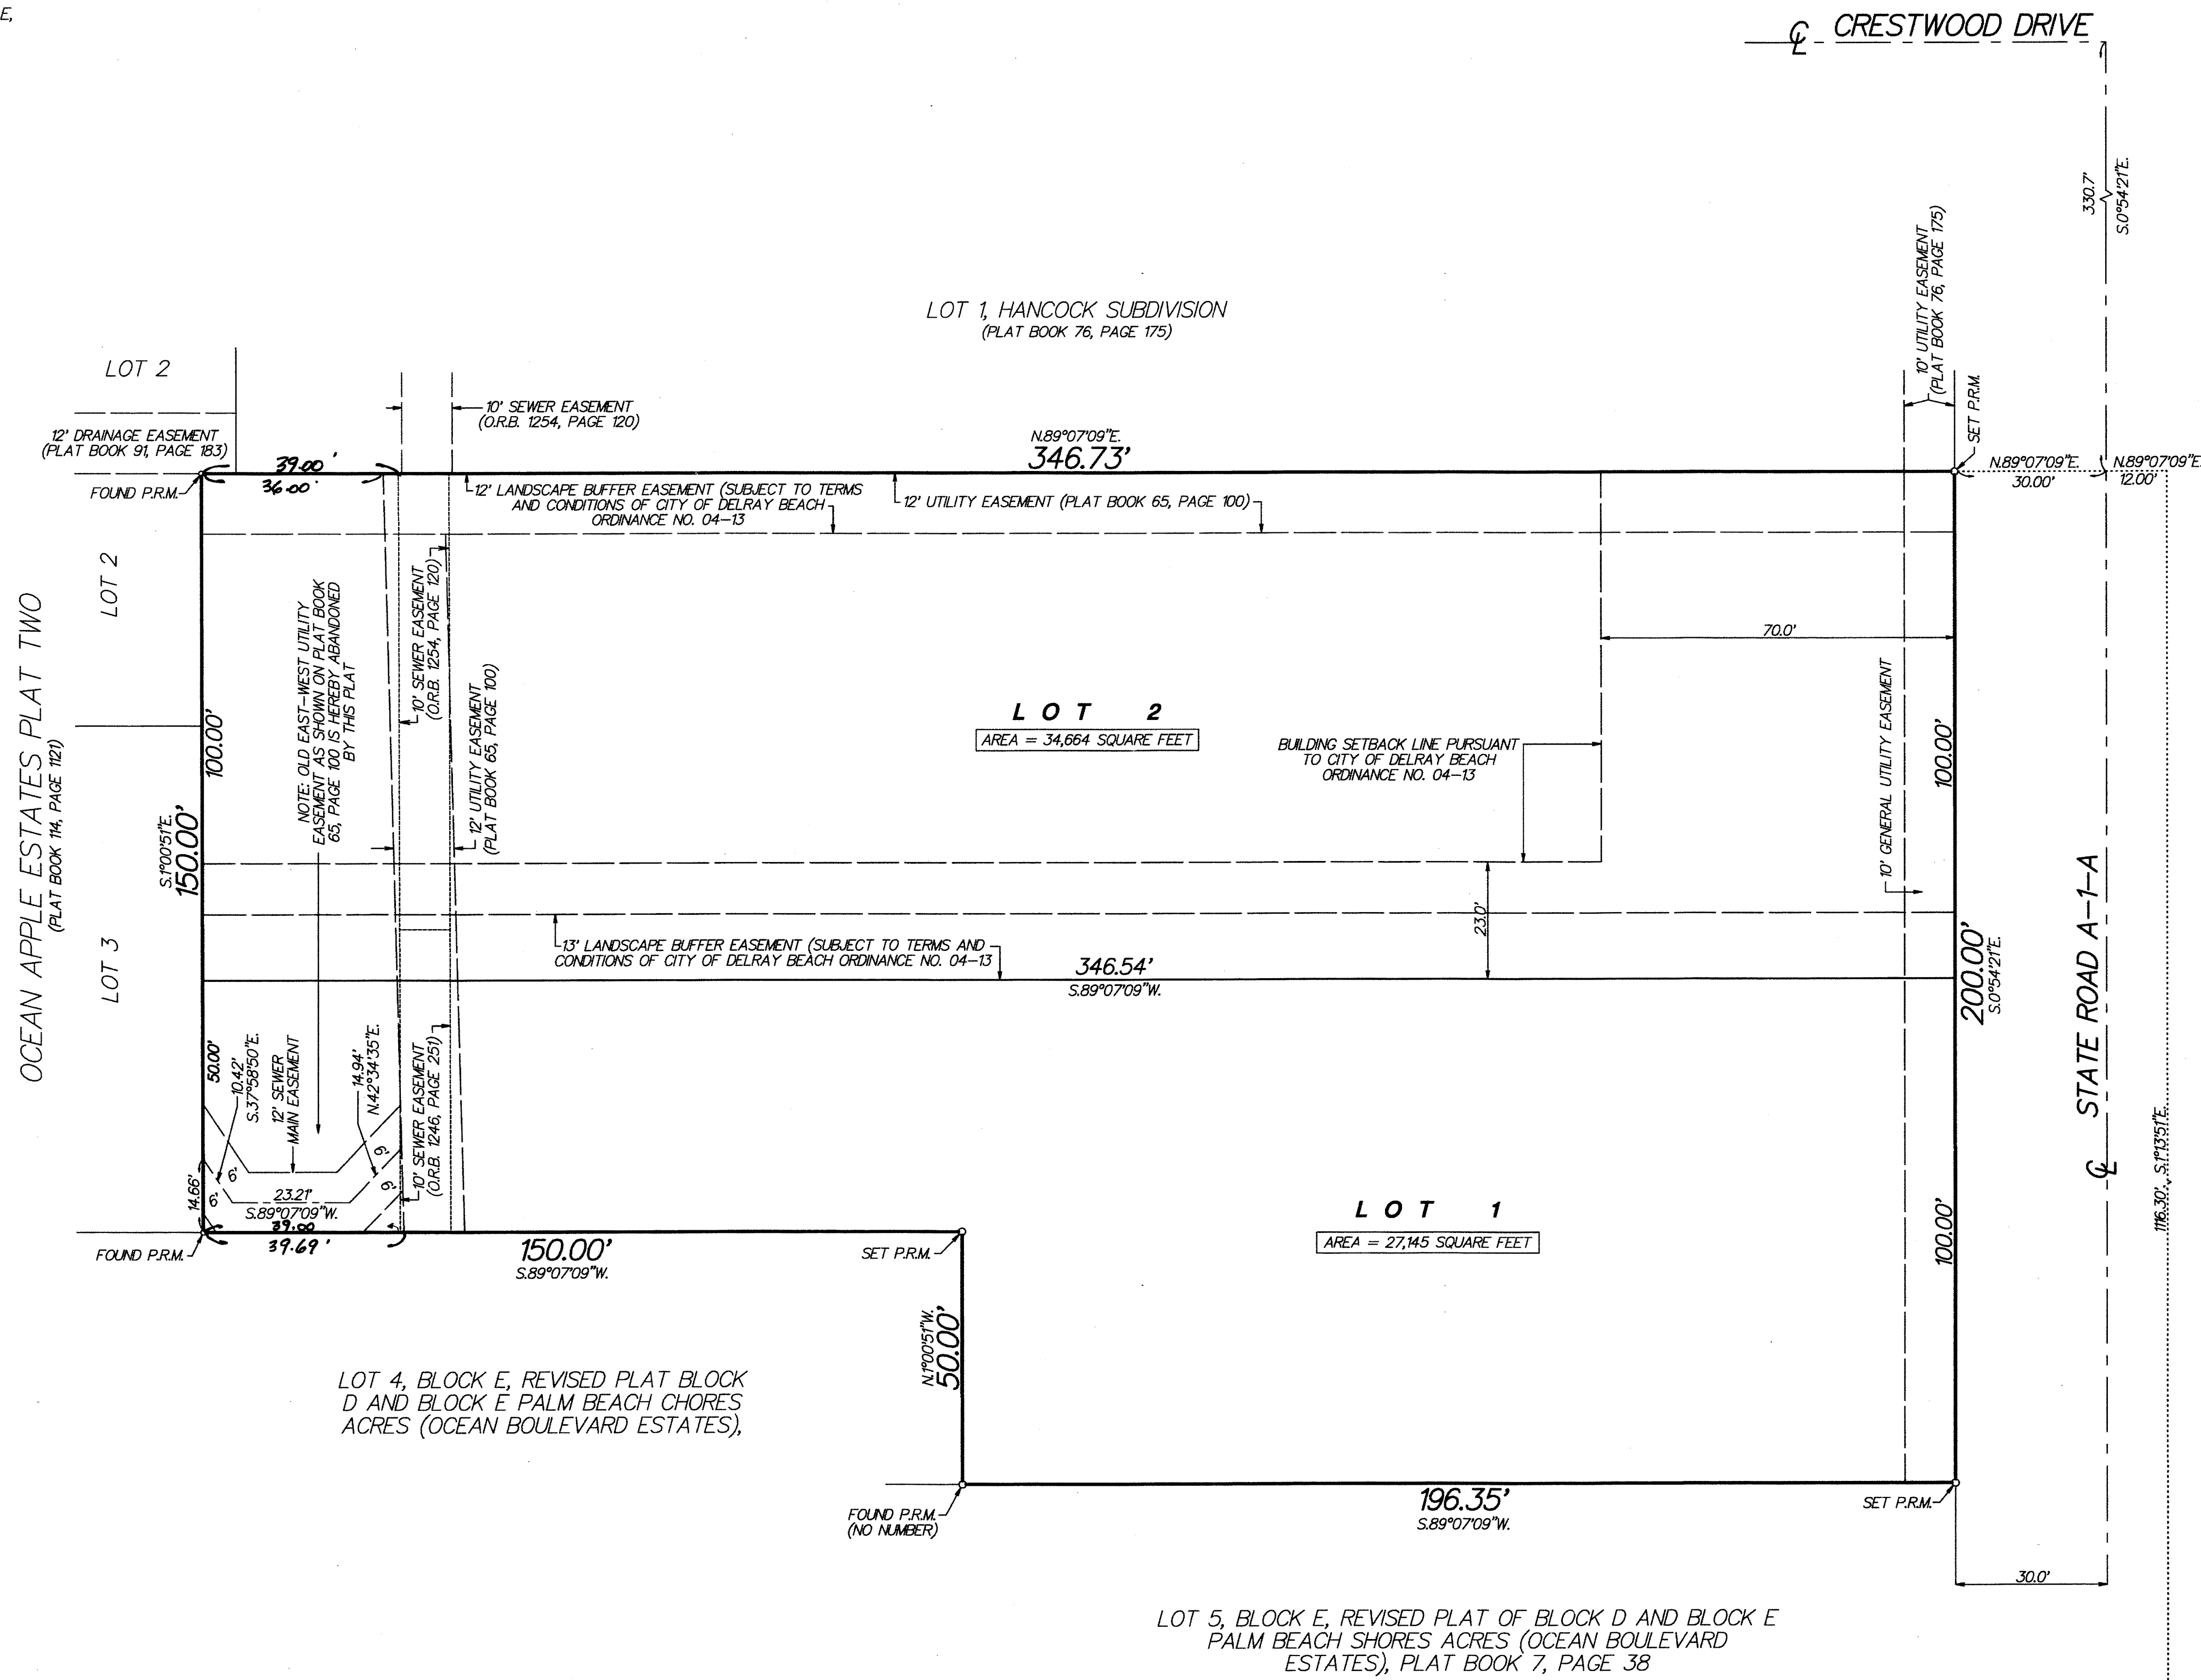 E,
℄ CRESTWOOD DRIVE
330.7'
S.0°54'21"E.
10' UTILITY EASEMENT
(PLAT BOOK 76, PAGE 175)
LOT 1, HANCOCK SUBDIVISION
(PLAT BOOK 76, PAGE 175)
LOT 2
12' DRAINAGE EASEMENT
(PLAT BOOK 91, PAGE 183)
10' SEWER EASEMENT
(O.R.B. 1254, PAGE 120)
N.89°07'09"E.
346.73'
SET P.R.M.
N.89°07'09"E.
30.00'
N.89°07'09"E.
12.00'
39.00'
36.00'
FOUND P.R.M.
12' LANDSCAPE BUFFER EASEMENT (SUBJECT TO TERMS
AND CONDITIONS OF CITY OF DELRAY BEACH
ORDINANCE NO. 04-13
12' UTILITY EASEMENT (PLAT BOOK 65, PAGE 100)
OCEAN APPLE ESTATES PLAT TWO
(PLAT BOOK 114, PAGE 1121)
LOT 2
LOT 3
S.1°00'51"E.
150.00'
100.00'
NOTE: OLD EAST-WEST UTILITY
EASEMENT AS SHOWN ON PLAT BOOK
65, PAGE 100 IS HEREBY ABANDONED
BY THIS PLAT
10' SEWER EASEMENT
(O.R.B. 1254, PAGE 120)
12' UTILITY EASEMENT
(PLAT BOOK 65, PAGE 100)
70.0'
LOT 2
AREA = 34,664 SQUARE FEET
BUILDING SETBACK LINE PURSUANT
TO CITY OF DELRAY BEACH
ORDINANCE NO. 04-13
10' GENERAL UTILITY EASEMENT
100.00'
23.0'
13' LANDSCAPE BUFFER EASEMENT (SUBJECT TO TERMS AND
CONDITIONS OF CITY OF DELRAY BEACH ORDINANCE NO. 04-13
346.54'
S.89°07'09"W.
200.00'
S.0°54'21"E.
STATE ROAD A-1-A
℄
1116.30' S.1°13'51"E.
50.00'
10.42'
S.37°58'50"E.
12' SEWER
MAIN EASEMENT
14.94'
N.42°34'35"E.
10' SEWER EASEMENT
(O.R.B. 1246, PAGE 251)
14.66'
6'
6'
6'
6'
23.21'
S.89°07'09"W.
39.00
39.69'
FOUND P.R.M.
150.00'
S.89°07'09"W.
SET P.R.M.
LOT 1
AREA = 27,145 SQUARE FEET
100.00'
N.1°00'51"W.
50.00'
LOT 4, BLOCK E, REVISED PLAT BLOCK
D AND BLOCK E PALM BEACH CHORES
ACRES (OCEAN BOULEVARD ESTATES),
FOUND P.R.M.
(NO NUMBER)
196.35'
S.89°07'09"W.
SET P.R.M.
30.0'
LOT 5, BLOCK E, REVISED PLAT OF BLOCK D AND BLOCK E
PALM BEACH SHORES ACRES (OCEAN BOULEVARD
ESTATES), PLAT BOOK 7, PAGE 38